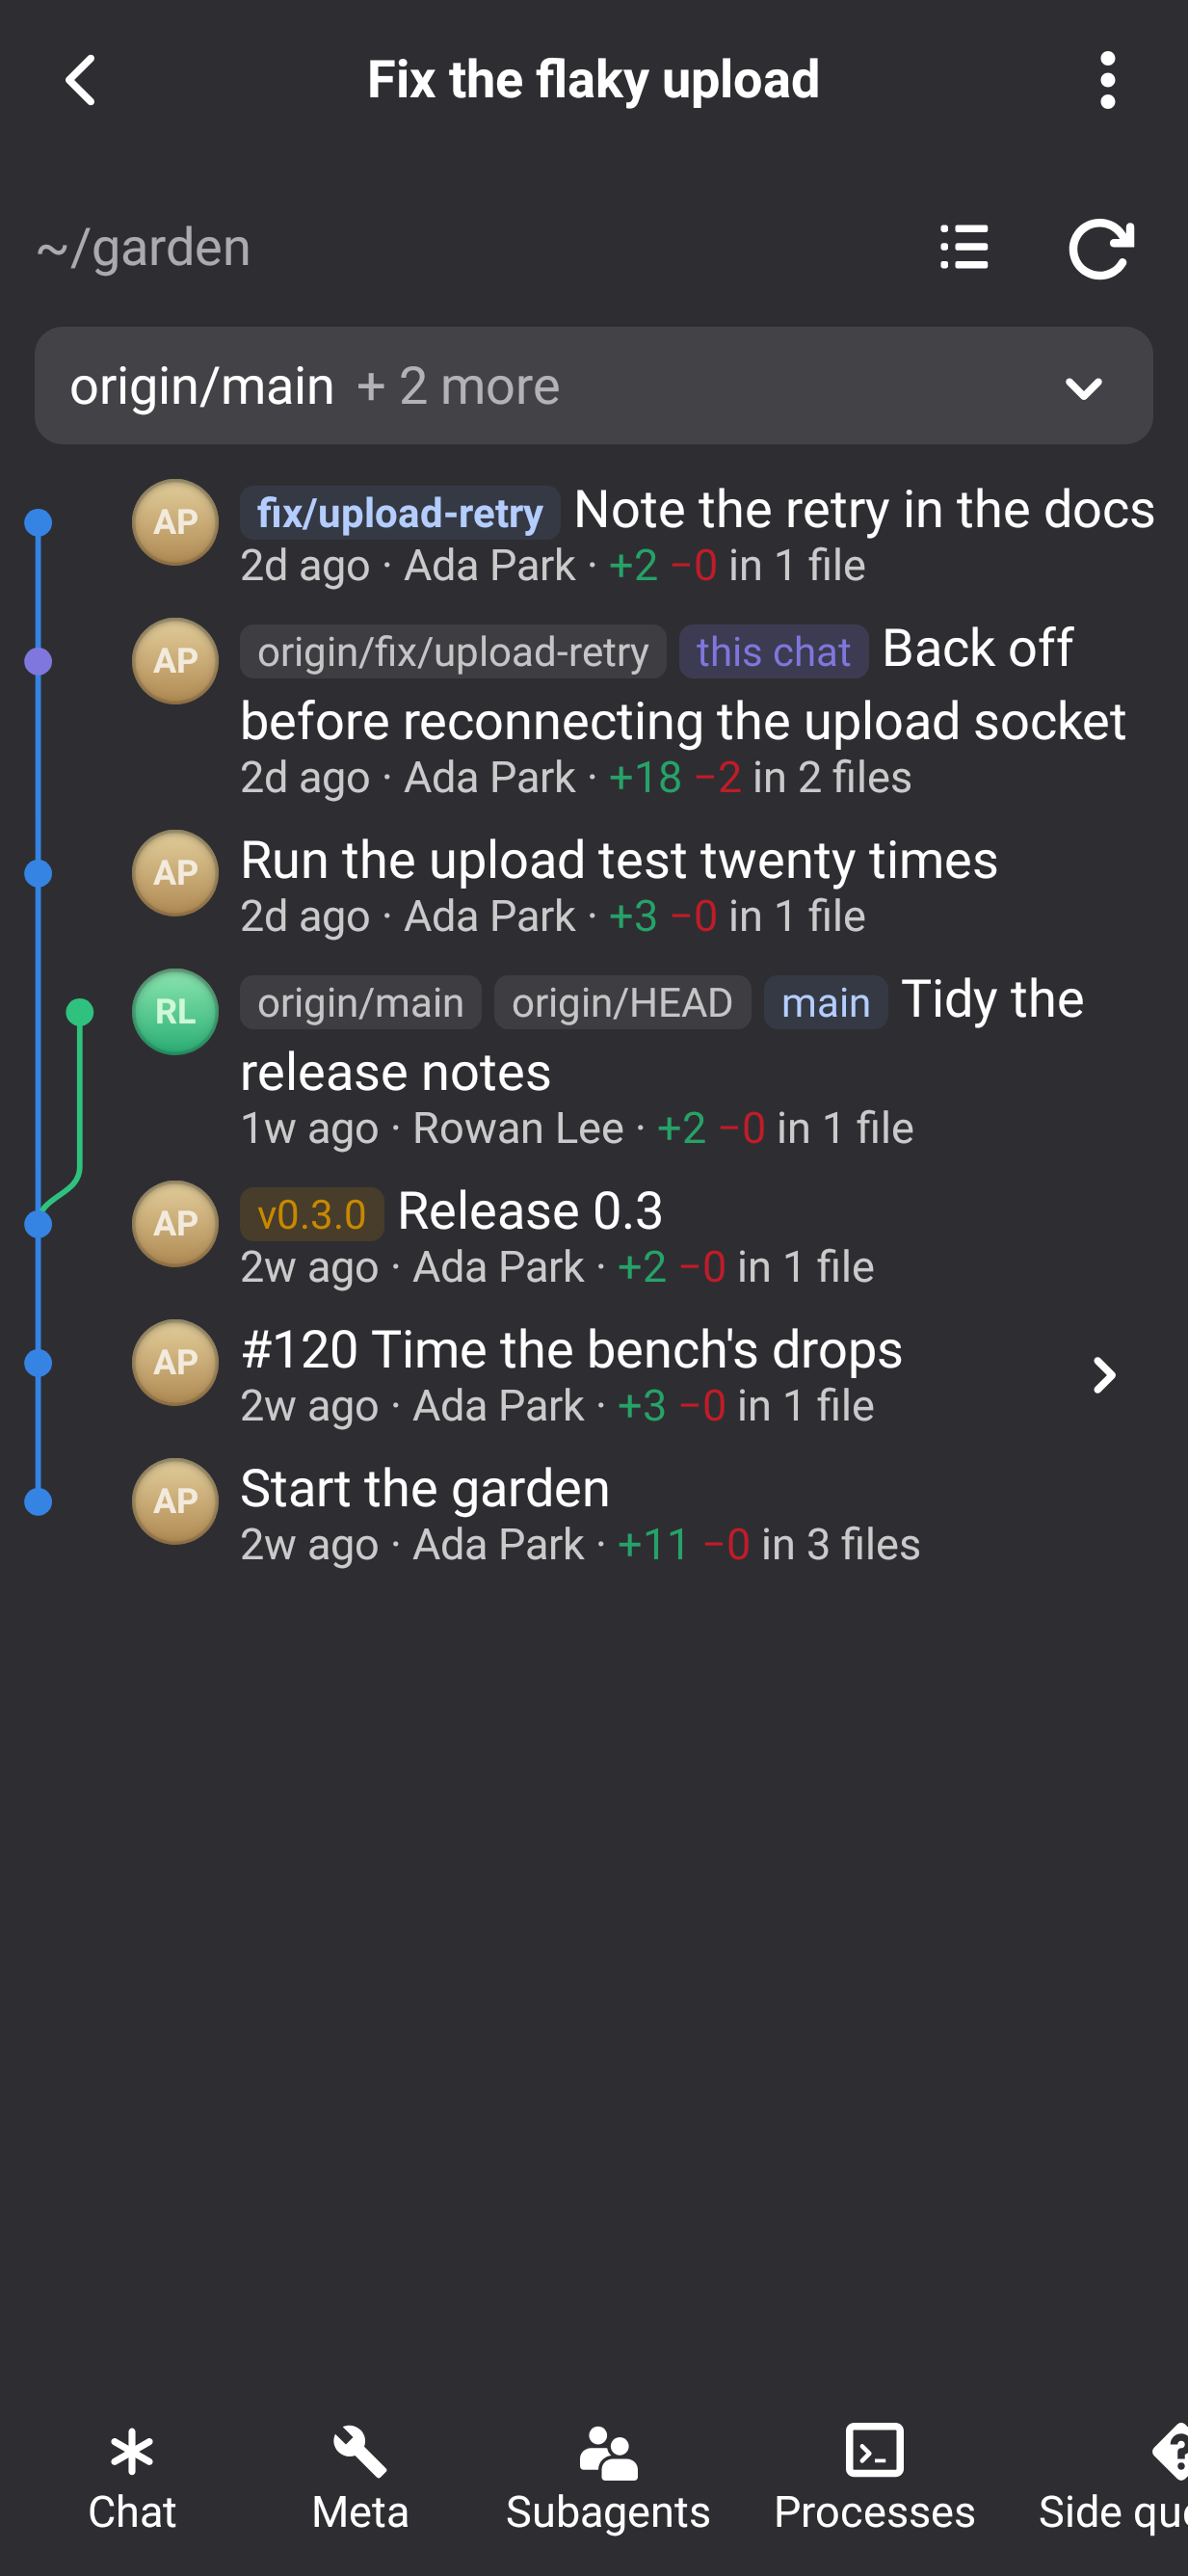 Fix the flaky upload
~/garden
origin/main + 2 more
AP fix/upload-retry Note the retry in the docs
2d ago · Ada Park · +2 −0 in 1 file
AP origin/fix/upload-retry this chat Back off
before reconnecting the upload socket
2d ago · Ada Park · +18 −2 in 2 files
AP Run the upload test twenty times
2d ago · Ada Park · +3 −0 in 1 file
RL origin/main origin/HEAD main Tidy the
release notes
1w ago · Rowan Lee · +2 −0 in 1 file
AP v0.3.0 Release 0.3
2w ago · Ada Park · +2 −0 in 1 file
AP #120 Time the bench's drops
2w ago · Ada Park · +3 −0 in 1 file
AP Start the garden
2w ago · Ada Park · +11 −0 in 3 files
Chat Meta Subagents Processes Side